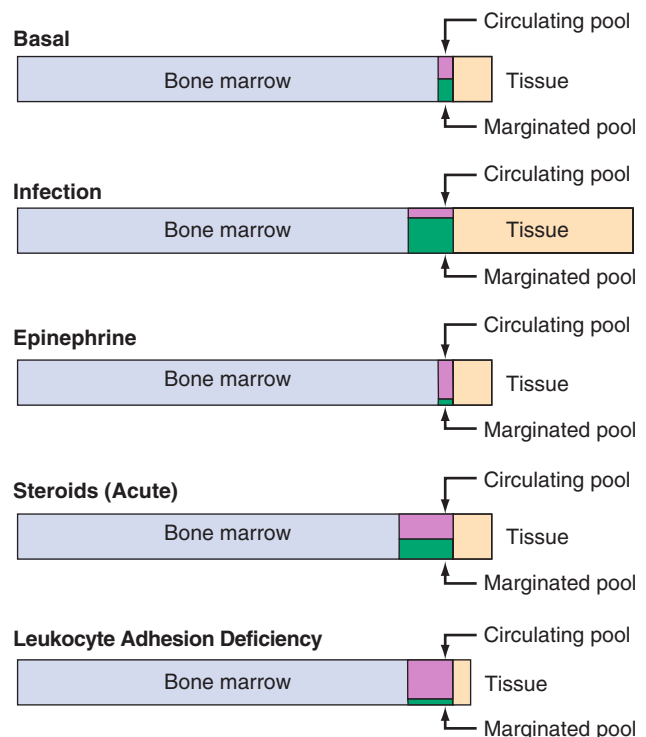 Circulating pool
Basal
Bone marrow
Tissue
Marginated pool
Circulating pool
Infection
Bone marrow
Tissue
Marginated pool
Circulating pool
Epinephrine
Bone marrow
Tissue
Marginated pool
Circulating pool
Steroids (Acute)
Bone marrow
Tissue
Marginated pool
Circulating pool
Leukocyte Adhesion Deficiency
Bone marrow
Tissue
Marginated pool